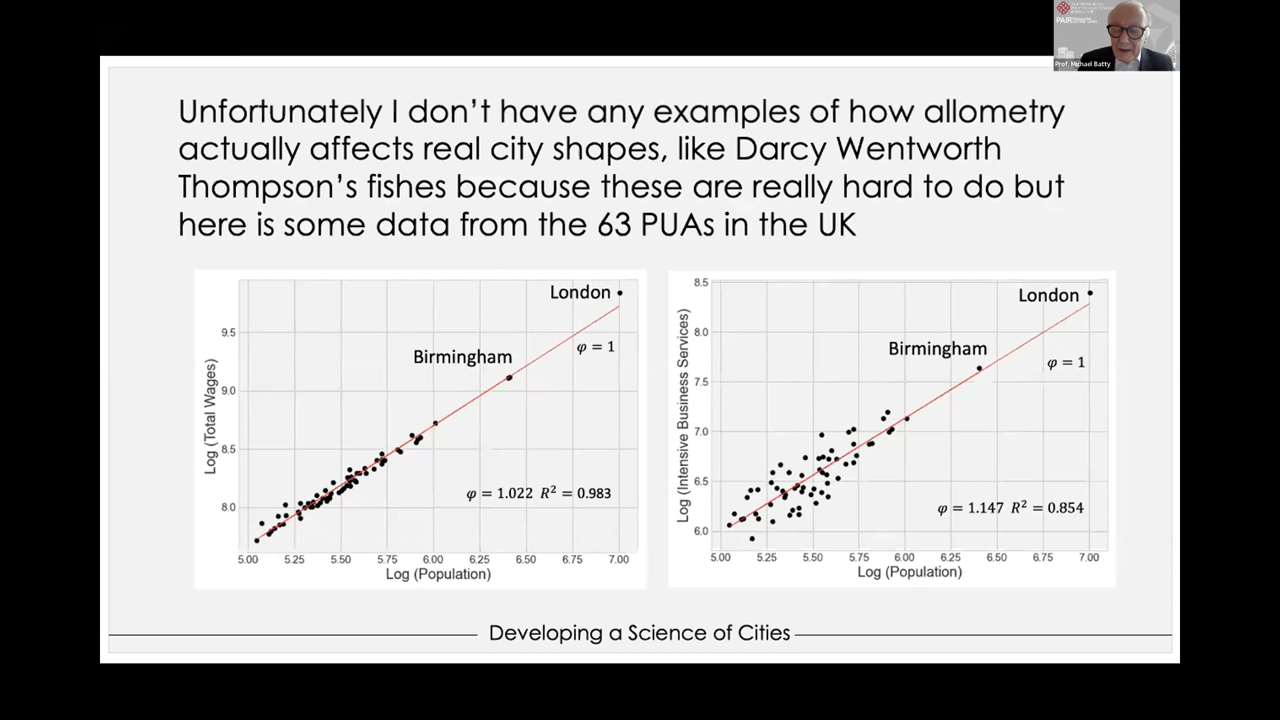 PAIR
Prof. Michael Batty
Unfortunately I don't have any examples of how allometry
actually affects real city shapes, like Darcy Wentworth
Thompson's fishes because these are really hard to do but
here is some data from the 63 PUAs in the UK
London
Birmingham
φ = 1
φ = 1.022 R² = 0.983
Log (Total Wages)
9.5
9.0
8.5
8.0
5.00 5.25 5.50 5.75 6.00 6.25 6.50 6.75 7.00
Log (Population)
London
Birmingham
φ = 1
φ = 1.147 R² = 0.854
Log (Intensive Business Services)
8.5
8.0
7.5
7.0
6.5
6.0
5.00 5.25 5.50 5.75 6.00 6.25 6.50 6.75 7.00
Log (Population)
Developing a Science of Cities